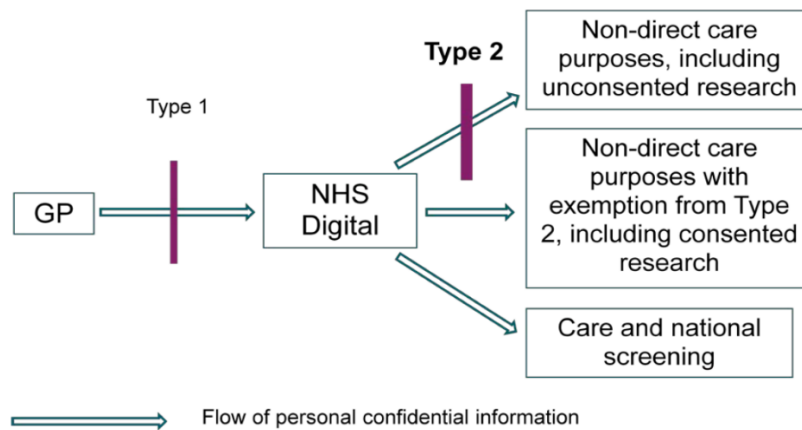 Type 1
GP
NHS
Digital
Type 2
Non-direct care
purposes, including
unconsented research
Non-direct care
purposes with
exemption from Type
2, including consented
research
Care and national
screening
Flow of personal confidential information